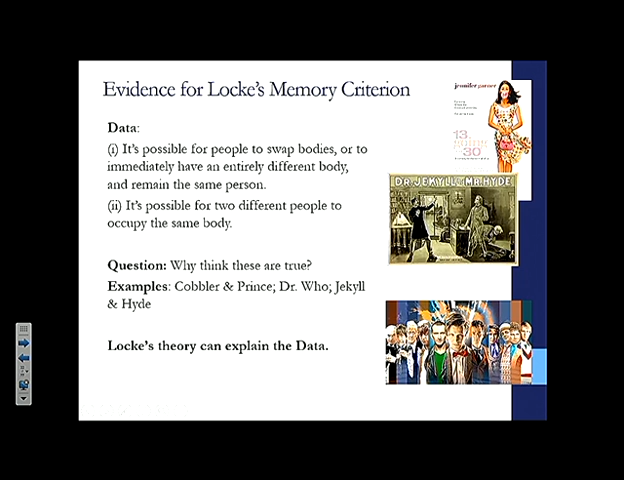 Evidence for Locke's Memory Criterion
Data:
(i) It's possible for people to swap bodies, or to
immediately have an entirely different body,
and remain the same person.
(ii) It's possible for two different people to
occupy the same body.
Question: Why think these are true?
Examples: Cobbler & Prince; Dr. Who; Jekyll
& Hyde
Locke's theory can explain the Data.
jennifer garner
13
30
DR. JEKYLL AND MR. HYDE